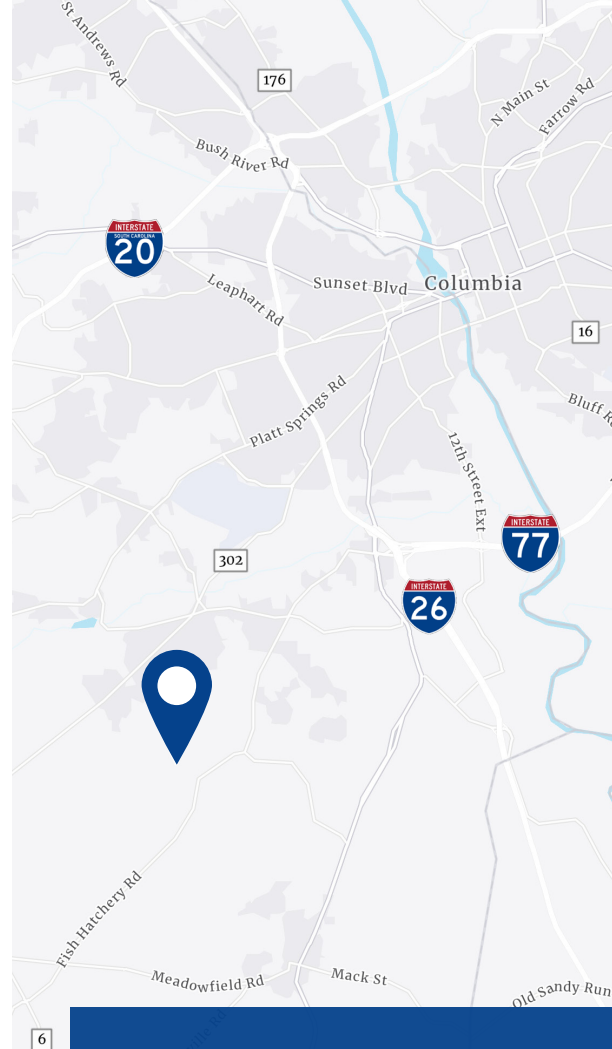 St Andrews Rd
176
N Main St
Farrow Rd
Bush River Rd
INTERSTATE
SOUTH CAROLINA
20
Leaphart Rd
Sunset Blvd
Columbia
16
Platt Springs Rd
Bluff
12th Street Ext
302
INTERSTATE
77
INTERSTATE
26
Fish Hatchery Rd
Meadowfield Rd
Mack St
Old Sandy Run
6
Rd